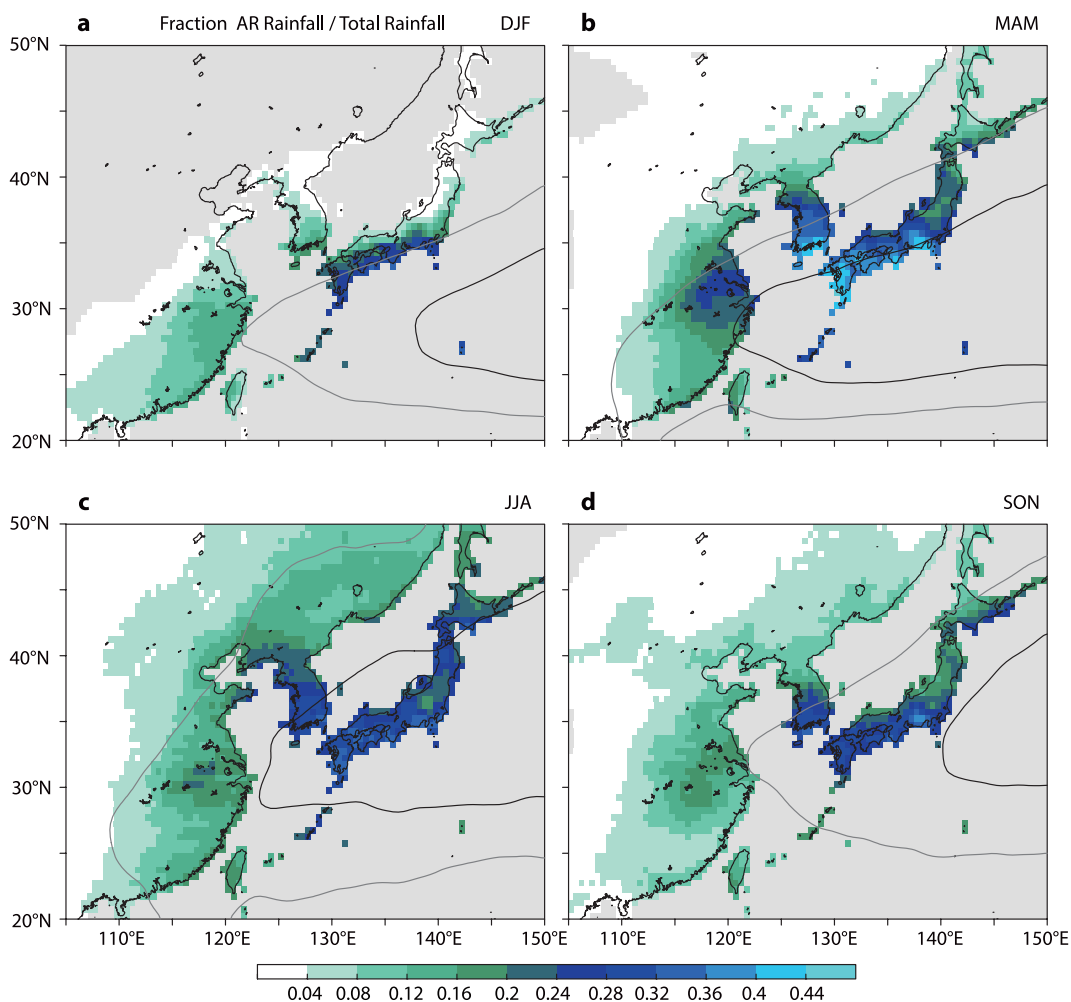 a Fraction AR Rainfall / Total Rainfall DJF
b MAM
50°N
40°N
30°N
20°N
c JJA
d SON
50°N
40°N
30°N
20°N
110°E 120°E 130°E 140°E 150°E 110°E 120°E 130°E 140°E 150°E
0.04 0.08 0.12 0.16 0.2 0.24 0.28 0.32 0.36 0.4 0.44